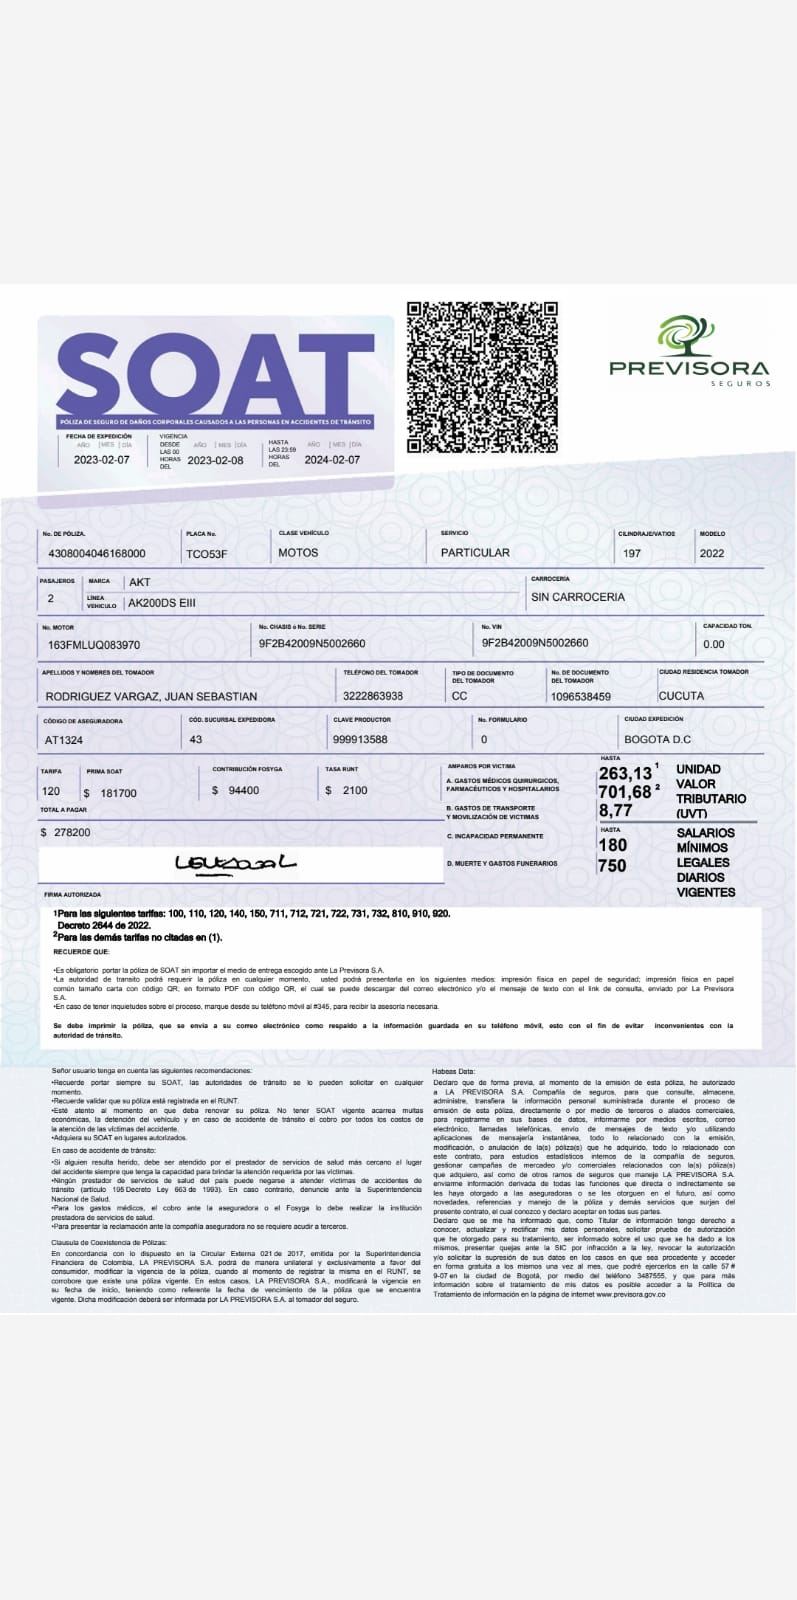 SOAT
PÓLIZA DE SEGURO DE DAÑOS CORPORALES CAUSADOS A LAS PERSONAS EN ACCIDENTES DE TRÁNSITO
FECHA DE EXPEDICIÓN
AÑO | MES | DÍA
2023-02-07
VIGENCIA
DESDE
LAS 00
HORAS
DEL
AÑO | MES | DÍA
2023-02-08
HASTA
LAS 23:59
HORAS
DEL
AÑO | MES | DÍA
2024-02-07
PREVISORA
SEGUROS
No. DE PÓLIZA.
4308004046168000
PLACA No.
TCO53F
CLASE VEHÍCULO
MOTOS
SERVICIO
PARTICULAR
CILINDRAJE/VATIOS
197
MODELO
2022
PASAJEROS
2
MARCA
AKT
LÍNEA
VEHICULO
AK200DS EIII
CARROCERÍA
SIN CARROCERIA
No. MOTOR
163FMLUQ083970
No. CHASIS ó No. SERIE
9F2B42009N5002660
No. VIN
9F2B42009N5002660
CAPACIDAD TON.
0.00
APELLIDOS Y NOMBRES DEL TOMADOR
RODRIGUEZ VARGAZ, JUAN SEBASTIAN
TELÉFONO DEL TOMADOR
3222863938
TIPO DE DOCUMENTO
DEL TOMADOR
CC
No. DE DOCUMENTO
DEL TOMADOR
1096538459
CIUDAD RESIDENCIA TOMADOR
CUCUTA
CÓDIGO DE ASEGURADORA
AT1324
CÓD. SUCURSAL EXPEDIDORA
43
CLAVE PRODUCTOR
999913588
No. FORMULARIO
0
CIUDAD EXPEDICIÓN
BOGOTA D.C
TARIFA
120
PRIMA SOAT
$ 181700
CONTRIBUCIÓN FOSYGA
$ 94400
TASA RUNT
$ 2100
TOTAL A PAGAR
$ 278200
AMPAROS POR VICTIMA
A. GASTOS MÉDICOS QUIRURGICOS,
FARMACÉUTICOS Y HOSPITALARIOS
B. GASTOS DE TRANSPORTE
Y MOVILIZACIÓN DE VICTIMAS
C. INCAPACIDAD PERMANENTE
D. MUERTE Y GASTOS FUNERARIOS
HASTA
263,13 1
701,68 2
8,77
UNIDAD
VALOR
TRIBUTARIO
(UVT)
HASTA
180
750
SALARIOS
MÍNIMOS
LEGALES
DIARIOS
VIGENTES
FIRMA AUTORIZADA
1Para las siguientes tarifas: 100, 110, 120, 140, 150, 711, 712, 721, 722, 731, 732, 810, 910, 920.
Decreto 2644 de 2022.
2Para las demás tarifas no citadas en (1).
RECUERDE QUE:
•Es obligatorio portar la póliza de SOAT sin importar el medio de entrega escogido ante La Previsora S.A.
•La autoridad de transito podrá requerir la póliza en cualquier momento, usted podrá presentarla en los siguientes medios: impresión física en papel de seguridad; impresión física en papel
común tamaño carta con código QR; en formato PDF con código QR, el cual se puede descargar del correo electrónico y/o el mensaje de texto con el link de consulta, enviado por La Previsora
S.A.
•En caso de tener inquietudes sobre el proceso, marque desde su teléfono móvil al #345, para recibir la asesoría necesaria.
Se debe imprimir la póliza, que se envía a su correo electrónico como respaldo a la información guardada en su teléfono móvil, esto con el fin de evitar inconvenientes con la
autoridad de tránsito.
Señor usuario tenga en cuenta las siguientes recomendaciones:
•Recuerde portar siempre su SOAT, las autoridades de tránsito se lo pueden solicitar en cualquier
momento.
•Recuerde validar que su póliza está registrada en el RUNT.
•Esté atento al momento en que deba renovar su póliza. No tener SOAT vigente acarrea multas
económicas, la detención del vehículo y en caso de accidente de tránsito el cobro por todos los costos de
la atención de las víctimas del accidente.
•Adquiera su SOAT en lugares autorizados.
En caso de accidente de tránsito:
•Si alguien resulta herido, debe ser atendido por el prestador de servicios de salud más cercano el lugar
del accidente siempre que tenga la capacidad para brindar la atención requerida por las víctimas.
•Ningún prestador de servicios de salud del país puede negarse a atender víctimas de accidentes de
tránsito (artículo 195 Decreto Ley 663 de 1993). En caso contrario, denuncie ante la Superintendencia
Nacional de Salud.
•Para los gastos médicos, el cobro ante la aseguradora o el Fosyga lo debe realizar la institución
prestadora de servicios de salud.
•Para presentar la reclamación ante la compañía aseguradora no se requiere acudir a terceros.
Clausula de Coexistencia de Pólizas:
En concordancia con lo dispuesto en la Circular Externa 021 de 2017, emitida por la Superintendencia
Financiera de Colombia, LA PREVISORA S.A. podrá de manera unilateral y exclusivamente a favor del
consumidor, modificar la vigencia de la póliza, cuando al momento de registrar la misma en el RUNT, se
corrobore que existe una póliza vigente. En estos casos, LA PREVISORA S.A., modificará la vigencia en
su fecha de inicio, teniendo como referente la fecha de vencimiento de la póliza que se encuentra
vigente. Dicha modificación deberá ser informada por LA PREVISORA S.A. al tomador del seguro.
Habeas Data:
Declaro que de forma previa, al momento de la emisión de esta póliza, he autorizado
a LA PREVISORA S.A. Compañía de seguros, para que consulte, almacene,
administre, transfiera la información personal suministrada durante el proceso de
emisión de esta póliza, directamente o por medio de terceros o aliados comerciales,
para registrarme en sus bases de datos, informarme por medios escritos, correo
electrónico, llamadas telefónicas, envío de mensajes de texto y/o utilizando
aplicaciones de mensajería instantánea, todo lo relacionado con la emisión,
modificación, o anulación de la(s) póliza(s) que he adquirido, todo lo relacionado con
este contrato, para estudios estadísticos internos de la compañía de seguros,
gestionar campañas de mercadeo y/o comerciales relacionados con la(s) póliza(s)
que adquiero, así como de otros ramos de seguros que maneje LA PREVISORA S.A.
enviarme información derivada de todas las funciones que directa o indirectamente se
les haya otorgado a las aseguradoras o se les otorguen en el futuro, así como
novedades, referencias y manejo de la póliza y demás servicios que surjan del
presente contrato, el cual conozco y declaro aceptar en todas sus partes.
Declaro que se me ha informado que, como Titular de información tengo derecho a
conocer, actualizar y rectificar mis datos personales, solicitar prueba de autorización
que he otorgado para su tratamiento, ser informado sobre el uso que se ha dado a los
mismos, presentar quejas ante la SIC por infracción a la ley, revocar la autorización
y/o solicitar la supresión de sus datos en los casos en que sea procedente y acceder
en forma gratuita a los mismos una vez al mes, que podré ejercerlos en la calle 57 #
9-07 en la ciudad de Bogotá, por medio del teléfono 3487555, y que para más
información sobre el tratamiento de mis datos es posible acceder a la Política de
Tratamiento de información en la página de internet www.previsora.gov.co